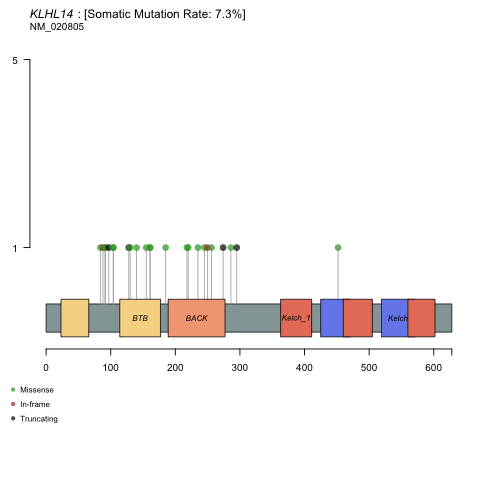 KLHL14 : [Somatic Mutation Rate: 7.3%]
NM_020805
5
1
BTB
BACK
Kelch_1
Kelch
0 100 200 300 400 500 600
Missense
In-frame
Truncating